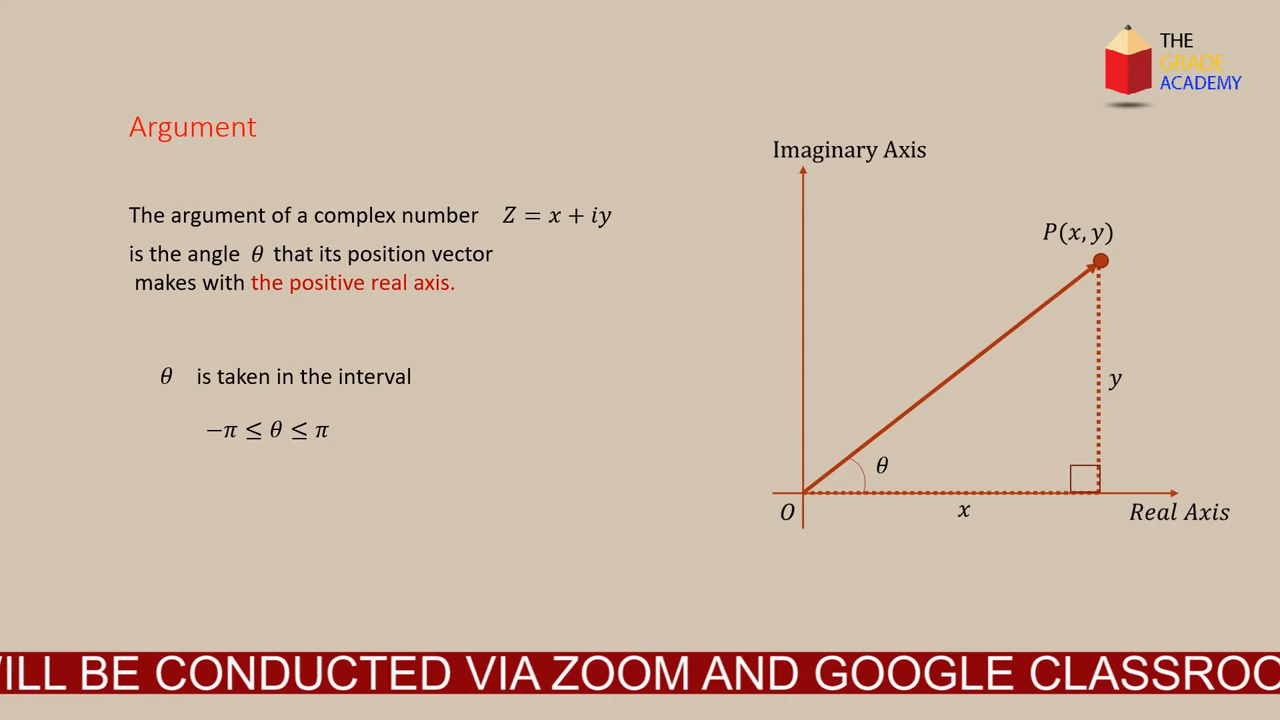 THE
GRADE
ACADEMY
Argument
The argument of a complex number Z = x + iy
is the angle θ that its position vector
makes with the positive real axis.
θ is taken in the interval
−π ≤ θ ≤ π
Imaginary Axis
P(x, y)
y
θ
O
x
Real Axis
BE CONDUCTED VIA ZOOM AND GOOGLE